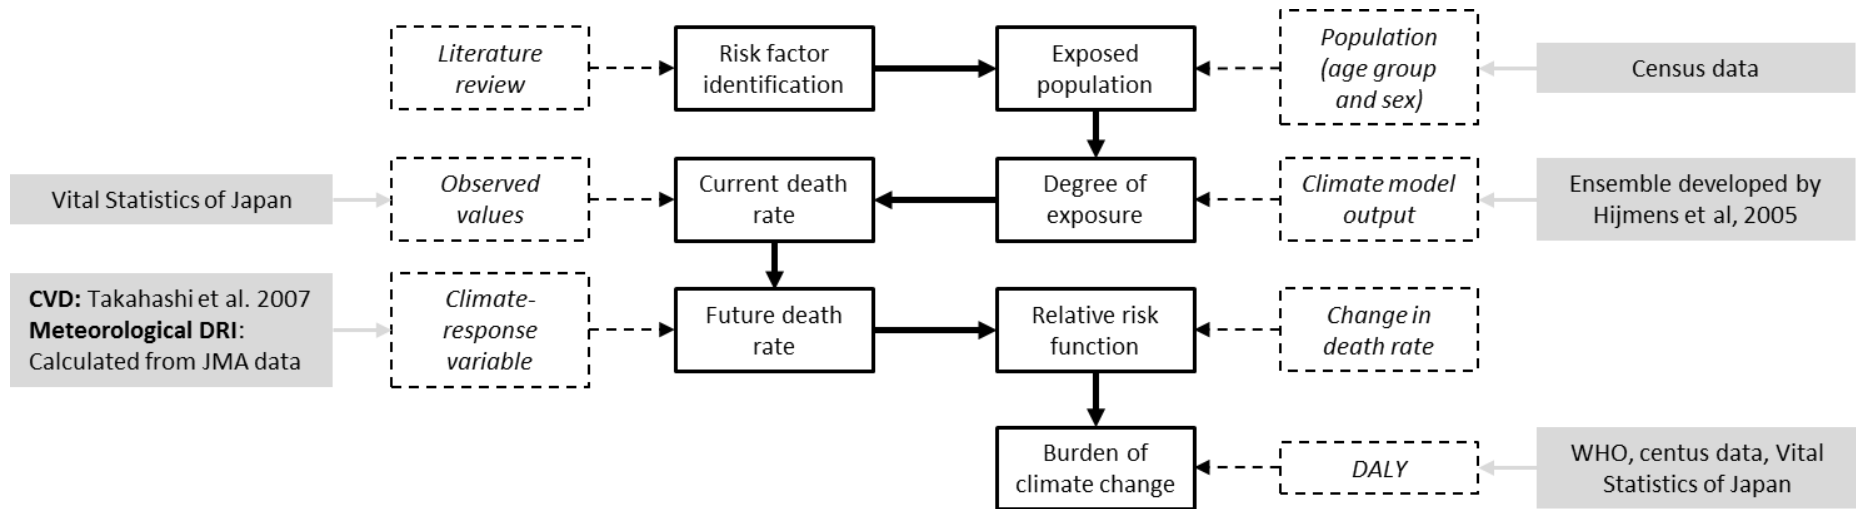 Literature
review
Risk factor
identification
Exposed
population
Population
(age group
and sex)
Census data
Vital Statistics of Japan
Observed
values
Current death
rate
Degree of
exposure
Climate model
output
Ensemble developed by
Hijmens et al, 2005
CVD: Takahashi et al. 2007
Meteorological DRI:
Calculated from JMA data
Climate-
response
variable
Future death
rate
Relative risk
function
Change in
death rate
Burden of
climate change
DALY
WHO, centus data, Vital
Statistics of Japan